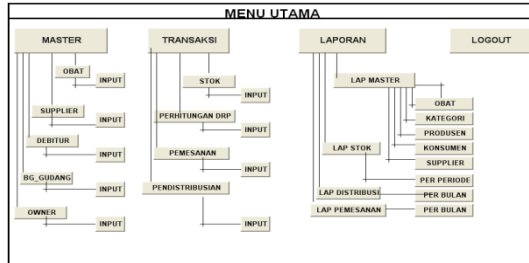 MENU UTAMA
MASTER
TRANSAKSI
LAPORAN
LOGOUT
OBAT
INPUT
SUPPLIER
INPUT
DEBITUR
INPUT
BG_GUDANG
INPUT
OWNER
INPUT
STOK
INPUT
PERHITUNGAN DRP
INPUT
PEMESANAN
INPUT
PENDISTRIBUSIAN
INPUT
LAP MASTER
OBAT
KATEGORI
PRODUSEN
KONSUMEN
SUPPLIER
LAP STOK
PER PERIODE
LAP DISTRIBUSI
PER BULAN
LAP PEMESANAN
PER BULAN